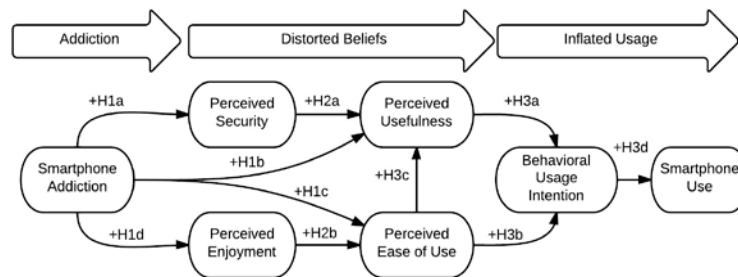 Addiction
Distorted Beliefs
Inflated Usage
+H1a
Perceived
Security
+H2a
Perceived
Usefulness
+H3a
+H1b
+H3d
Smartphone
Addiction
+H1c
+H3c
Behavioral
Usage
Intention
Smartphone
Use
+H1d
Perceived
Enjoyment
+H2b
Perceived
Ease of Use
+H3b